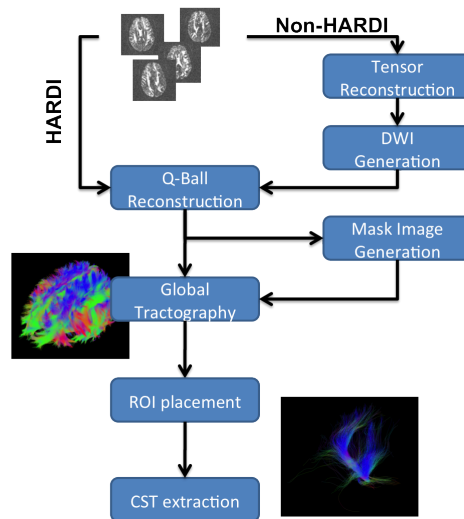 Non-HARDI
HARDI
Tensor
Reconstruction
DWI
Generation
Q-Ball
Reconstruction
Mask Image
Generation
Global
Tractography
ROI placement
CST extraction